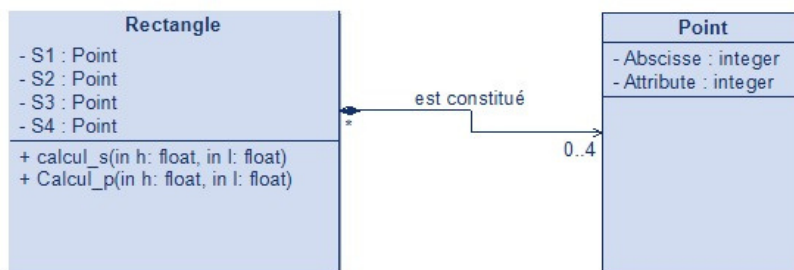 Rectangle
- S1 : Point
- S2 : Point
- S3 : Point
- S4 : Point
+ calcul_s(in h: float, in l: float)
+ Calcul_p(in h: float, in l: float)
est constitué
*
0..4
Point
- Abscisse : integer
- Attribute : integer